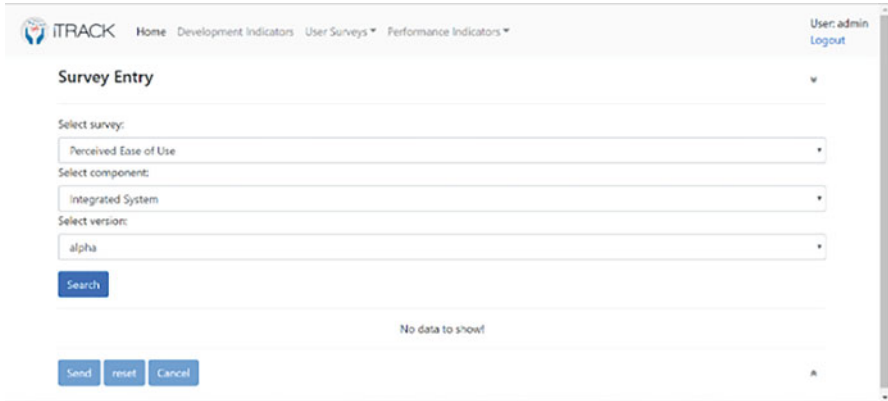 iTRACK Home Development Indicators User Surveys Performance Indicators User: admin
Logout
Survey Entry
Select survey:
Perceived Ease of Use
Select component:
Integrated System
Select version:
alpha
Search
No data to show!
Send reset Cancel